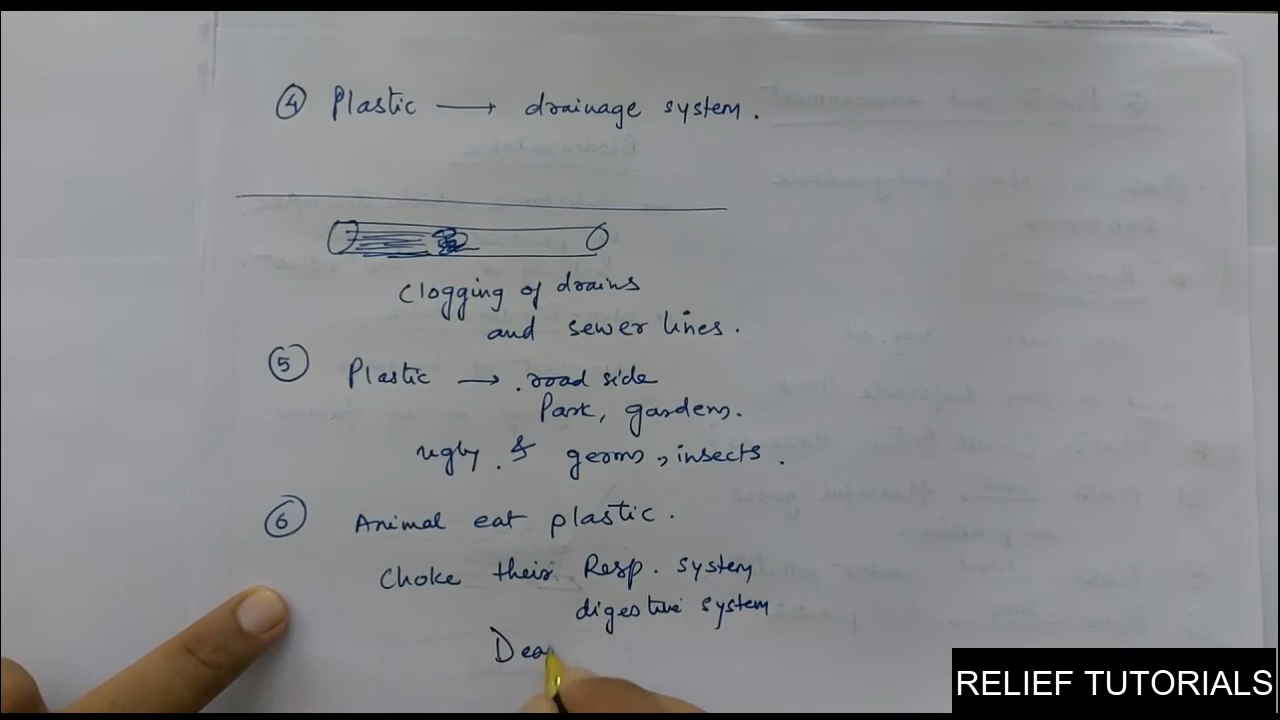 4 Plastic → drainage system.
Clogging of drains
and sewer lines.
5 Plastic → road side
Park, gardens.
ugly & germs, insects.
6 Animal eat plastic.
Choke their Resp. system
digestive system
Dea
RELIEF TUTORIALS